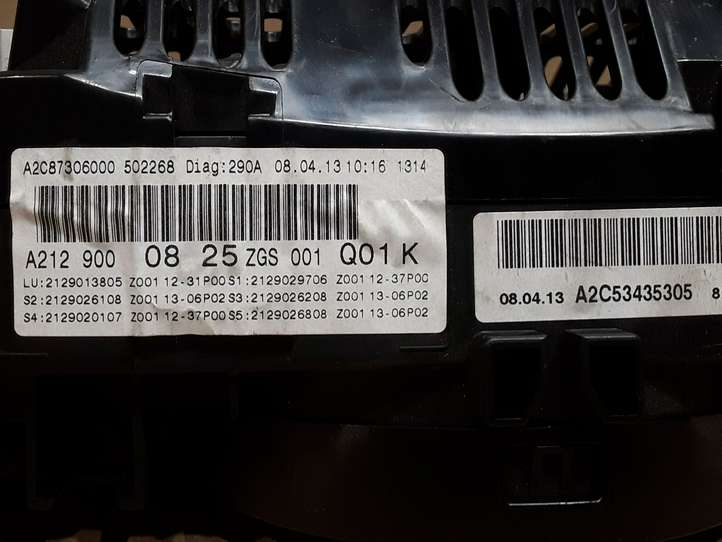 A2C87306000 502268 Diag:290A 08.04.13 10:16 1314
A212 900 08 25 ZGS 001 Q01 K
LU:2129013805 Z001 12-31P00 S1:2129029706 Z001 12-37P00
S2:2129026108 Z001 13-06P02 S3:2129026208 Z001 13-06P02
S4:2129020107 Z001 12-37P00 S5:2129026808 Z001 13-06P02
08.04.13 A2C53435305 8